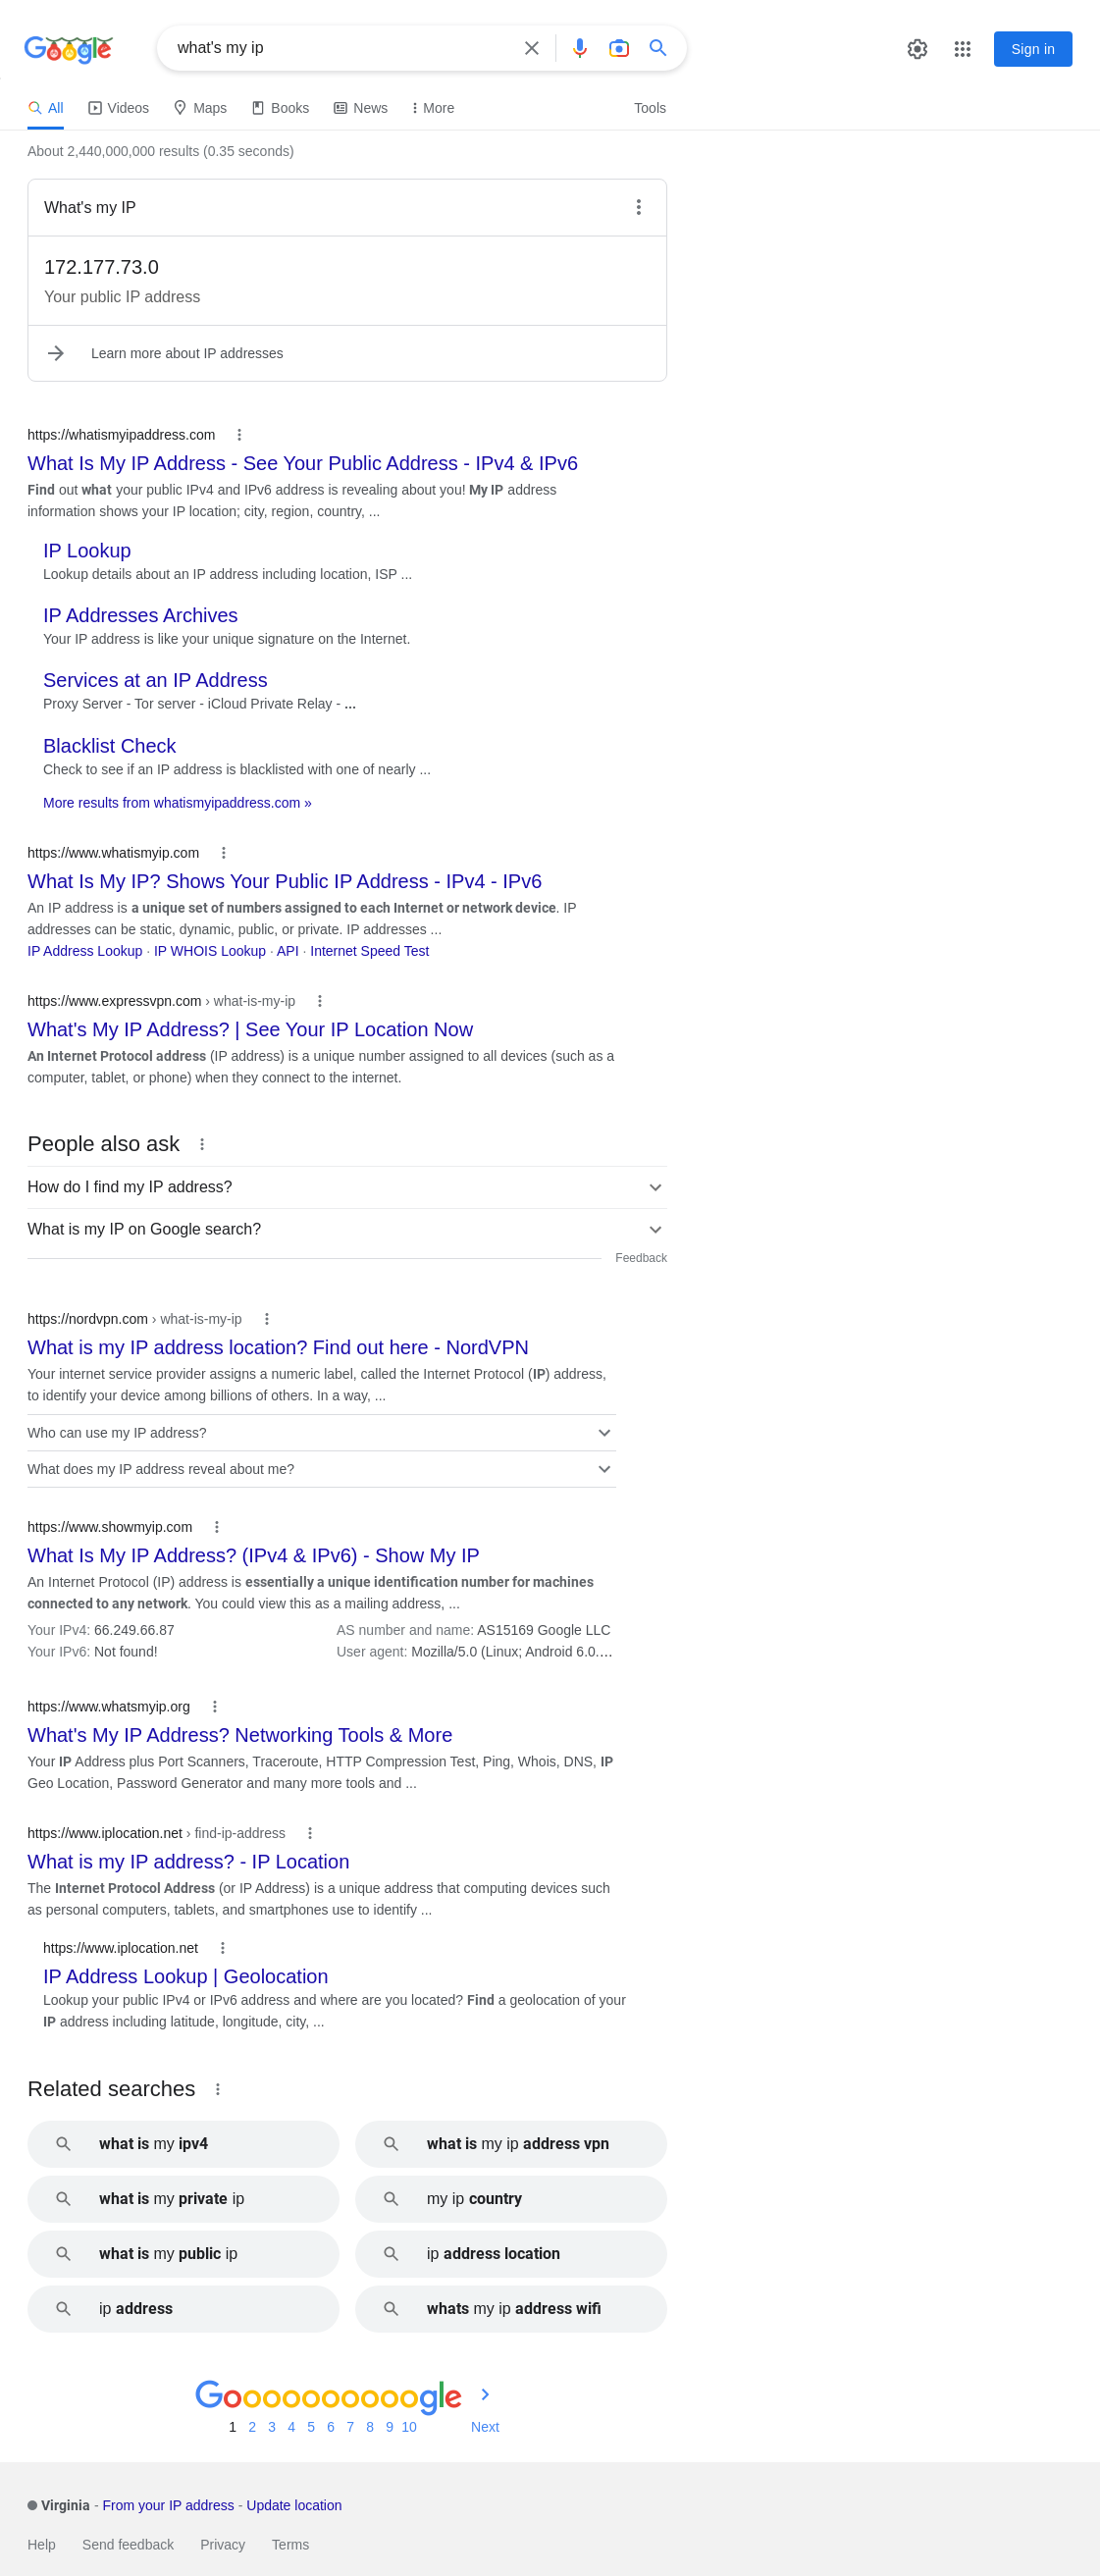 Google
what's my ip
Sign in
All Videos Maps Books News More Tools
About 2,440,000,000 results (0.35 seconds)
What's my IP
172.177.73.0
Your public IP address
Learn more about IP addresses
https://whatismyipaddress.com
What Is My IP Address - See Your Public Address - IPv4 & IPv6
Find out what your public IPv4 and IPv6 address is revealing about you! My IP address
information shows your IP location; city, region, country, ...
IP Lookup
Lookup details about an IP address including location, ISP ...
IP Addresses Archives
Your IP address is like your unique signature on the Internet.
Services at an IP Address
Proxy Server - Tor server - iCloud Private Relay - ...
Blacklist Check
Check to see if an IP address is blacklisted with one of nearly ...
More results from whatismyipaddress.com »
https://www.whatismyip.com
What Is My IP? Shows Your Public IP Address - IPv4 - IPv6
An IP address is a unique set of numbers assigned to each Internet or network device. IP
addresses can be static, dynamic, public, or private. IP addresses ...
IP Address Lookup · IP WHOIS Lookup · API · Internet Speed Test
https://www.expressvpn.com › what-is-my-ip
What's My IP Address? | See Your IP Location Now
An Internet Protocol address (IP address) is a unique number assigned to all devices (such as a
computer, tablet, or phone) when they connect to the internet.
People also ask
How do I find my IP address?
What is my IP on Google search?
Feedback
https://nordvpn.com › what-is-my-ip
What is my IP address location? Find out here - NordVPN
Your internet service provider assigns a numeric label, called the Internet Protocol (IP) address,
to identify your device among billions of others. In a way, ...
Who can use my IP address?
What does my IP address reveal about me?
https://www.showmyip.com
What Is My IP Address? (IPv4 & IPv6) - Show My IP
An Internet Protocol (IP) address is essentially a unique identification number for machines
connected to any network. You could view this as a mailing address, ...
Your IPv4: 66.249.66.87 AS number and name: AS15169 Google LLC
Your IPv6: Not found! User agent: Mozilla/5.0 (Linux; Android 6.0.…
https://www.whatsmyip.org
What's My IP Address? Networking Tools & More
Your IP Address plus Port Scanners, Traceroute, HTTP Compression Test, Ping, Whois, DNS, IP
Geo Location, Password Generator and many more tools and ...
https://www.iplocation.net › find-ip-address
What is my IP address? - IP Location
The Internet Protocol Address (or IP Address) is a unique address that computing devices such
as personal computers, tablets, and smartphones use to identify ...
https://www.iplocation.net
IP Address Lookup | Geolocation
Lookup your public IPv4 or IPv6 address and where are you located? Find a geolocation of your
IP address including latitude, longitude, city, ...
Related searches
what is my ipv4 what is my ip address vpn
what is my private ip my ip country
what is my public ip ip address location
ip address whats my ip address wifi
Goooooooooogle
1 2 3 4 5 6 7 8 9 10 Next
Virginia - From your IP address - Update location
Help Send feedback Privacy Terms